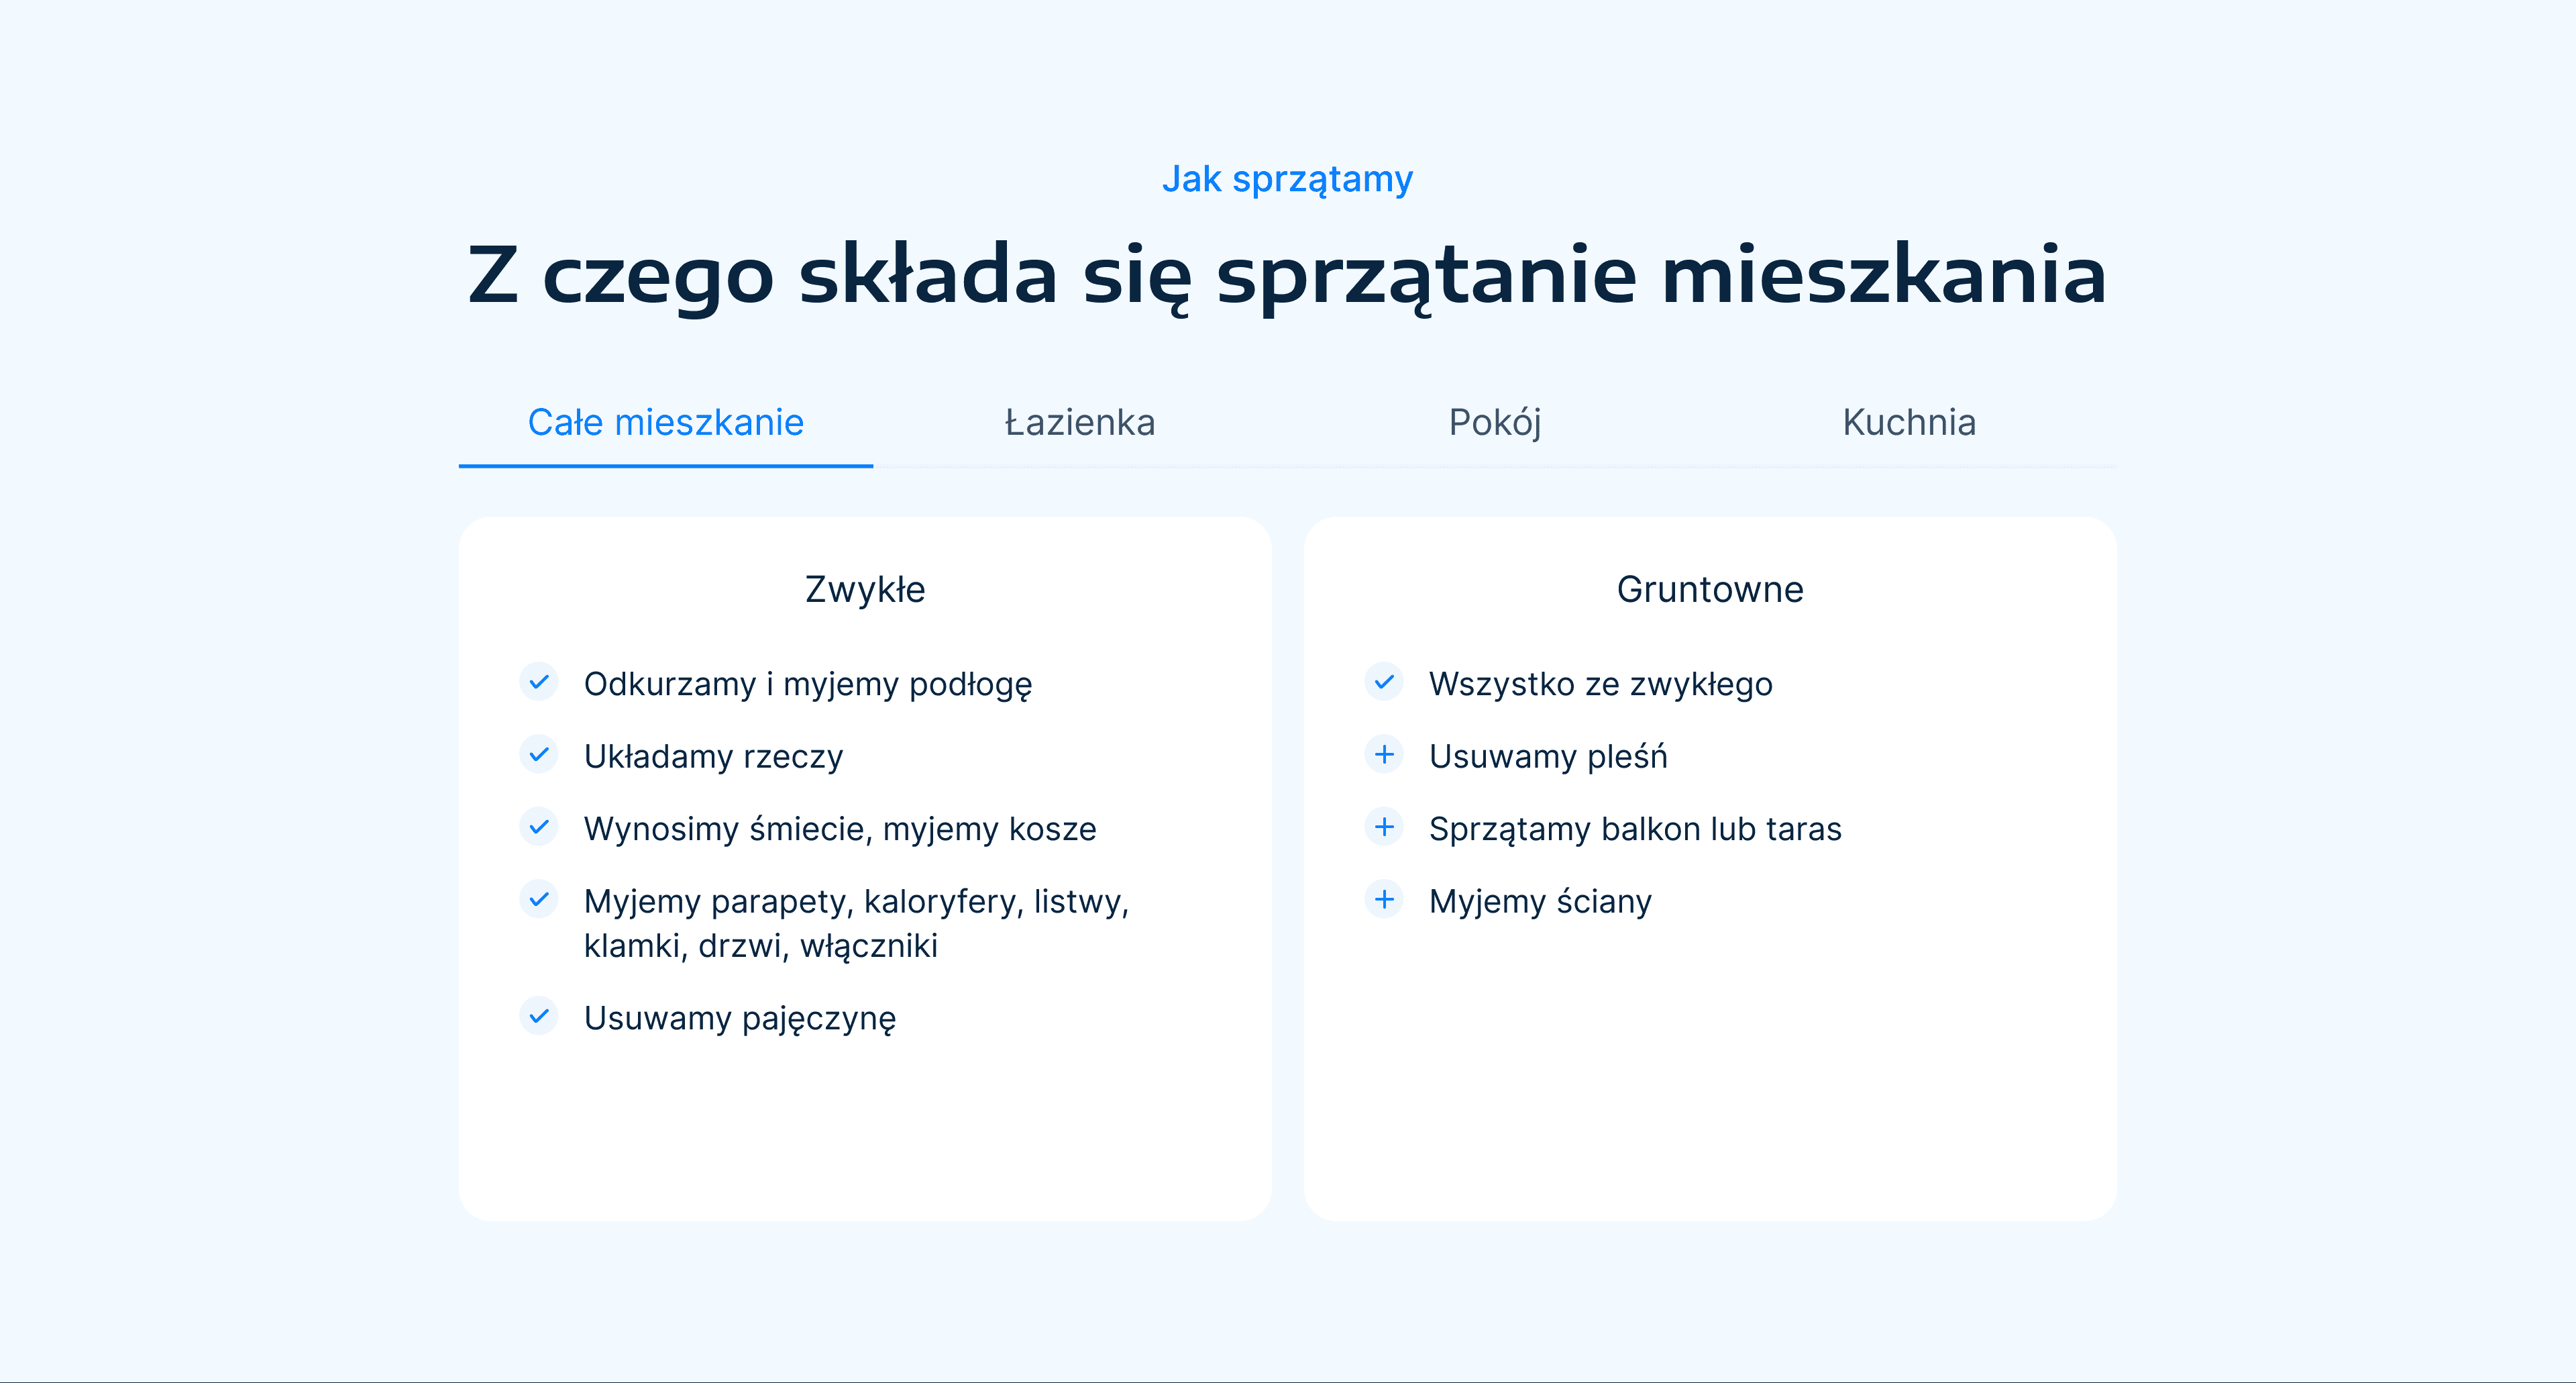 Jak sprzątamy
Z czego składa się sprzątanie mieszkania
Całe mieszkanie
Łazienka
Pokój
Kuchnia
Zwykłe
Odkurzamy i myjemy podłogę
Układamy rzeczy
Wynosimy śmiecie, myjemy kosze
Myjemy parapety, kaloryfery, listwy,
klamki, drzwi, włączniki
Usuwamy pajęczynę
Gruntowne
Wszystko ze zwykłego
Usuwamy pleśń
Sprzątamy balkon lub taras
Myjemy ściany